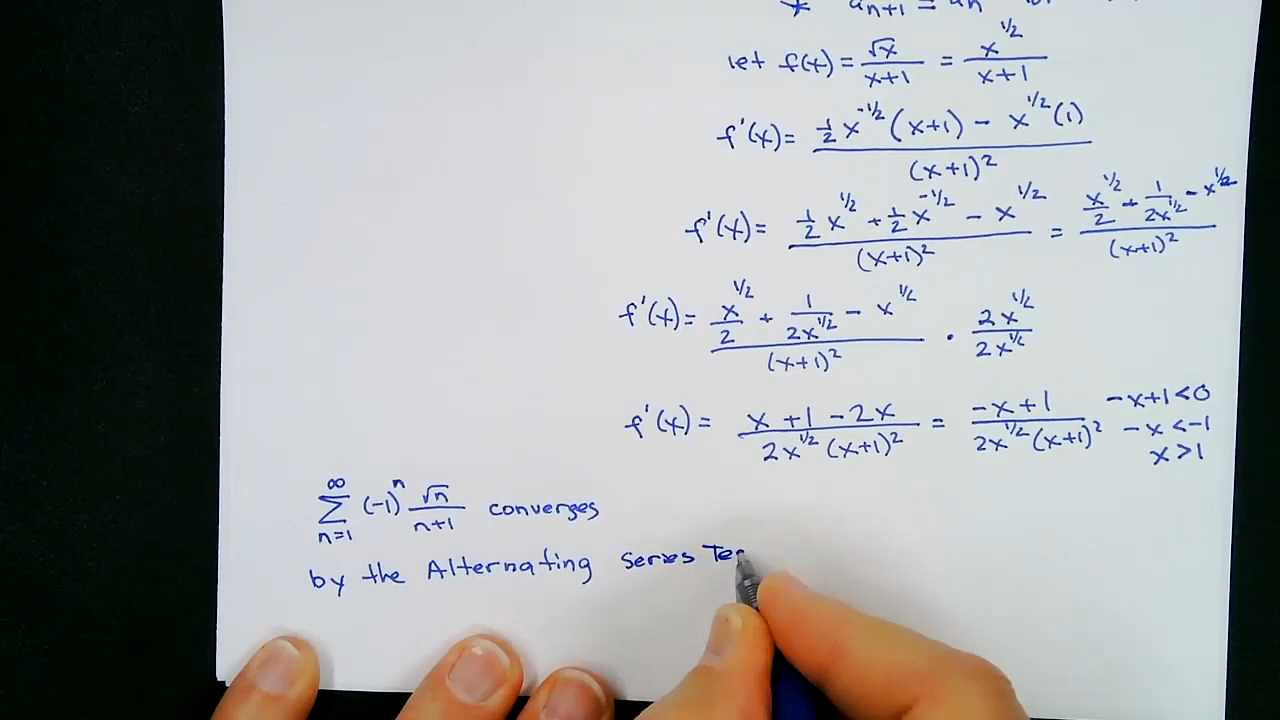 * aₙ₊₁ = aₙ
let f(x) = √x/(x+1) = x^(1/2)/(x+1)
f'(x) = (½x^(-1/2)(x+1) - x^(1/2)(1))/(x+1)²
f'(x) = (½x^(1/2) + ½x^(-1/2) - x^(1/2))/(x+1)² = (x^(1/2)/2 + 1/(2x^(1/2)) - x^(1/2))/(x+1)²
f'(x) = (x^(1/2)/2 + 1/(2x^(1/2)) - x^(1/2))/(x+1)² · 2x^(1/2)/2x^(1/2)
f'(x) = (x+1-2x)/(2x^(1/2)(x+1)²) = (-x+1)/(2x^(1/2)(x+1)²)
-x+1<0
-x<-1
x>1
∞∑n=1 (-1)ⁿ √n/(n+1) converges
by the Alternating Series Tes